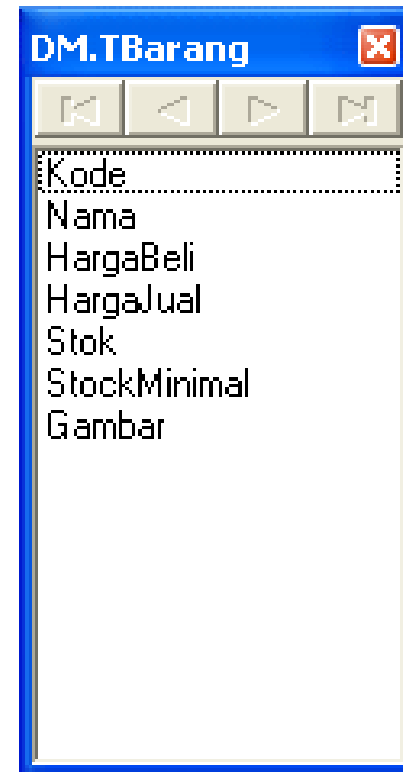 DM.TBarang
Kode
Nama
HargaBeli
HargaJual
Stok
StockMinimal
Gambar